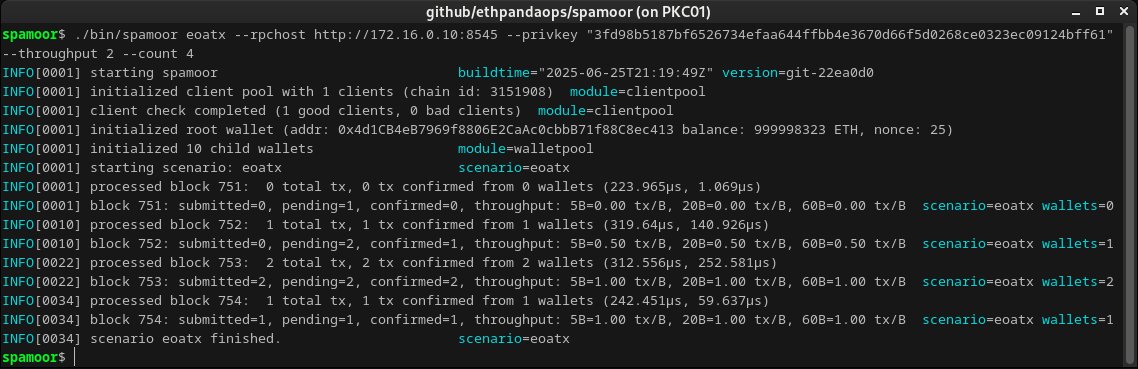 github/ethpandaops/spamoor (on PKC01)
spamoor$ ./bin/spamoor eoatx --rpchost http://172.16.0.10:8545 --privkey "3fd98b5187bf6526734efaa644ffbb4e3670d66f5d0268ce0323ec09124bff61"
--throughput 2 --count 4
INFO[0001] starting spamoor buildtime="2025-06-25T21:19:49Z" version=git-22ea0d0
INFO[0001] initialized client pool with 1 clients (chain id: 3151908) module=clientpool
INFO[0001] client check completed (1 good clients, 0 bad clients) module=clientpool
INFO[0001] initialized root wallet (addr: 0x4d1CB4eB7969f8806E2CaAc0cbbB71f88C8ec413 balance: 999998323 ETH, nonce: 25)
INFO[0001] initialized 10 child wallets module=walletpool
INFO[0001] starting scenario: eoatx scenario=eoatx
INFO[0001] processed block 751: 0 total tx, 0 tx confirmed from 0 wallets (223.965µs, 1.069µs)
INFO[0001] block 751: submitted=0, pending=1, confirmed=0, throughput: 5B=0.00 tx/B, 20B=0.00 tx/B, 60B=0.00 tx/B scenario=eoatx wallets=0
INFO[0010] processed block 752: 1 total tx, 1 tx confirmed from 1 wallets (319.64µs, 140.926µs)
INFO[0010] block 752: submitted=0, pending=2, confirmed=1, throughput: 5B=0.50 tx/B, 20B=0.50 tx/B, 60B=0.50 tx/B scenario=eoatx wallets=1
INFO[0022] processed block 753: 2 total tx, 2 tx confirmed from 2 wallets (312.556µs, 252.581µs)
INFO[0022] block 753: submitted=2, pending=2, confirmed=2, throughput: 5B=1.00 tx/B, 20B=1.00 tx/B, 60B=1.00 tx/B scenario=eoatx wallets=2
INFO[0034] processed block 754: 1 total tx, 1 tx confirmed from 1 wallets (242.451µs, 59.637µs)
INFO[0034] block 754: submitted=1, pending=1, confirmed=1, throughput: 5B=1.00 tx/B, 20B=1.00 tx/B, 60B=1.00 tx/B scenario=eoatx wallets=1
INFO[0034] scenario eoatx finished. scenario=eoatx
spamoor$